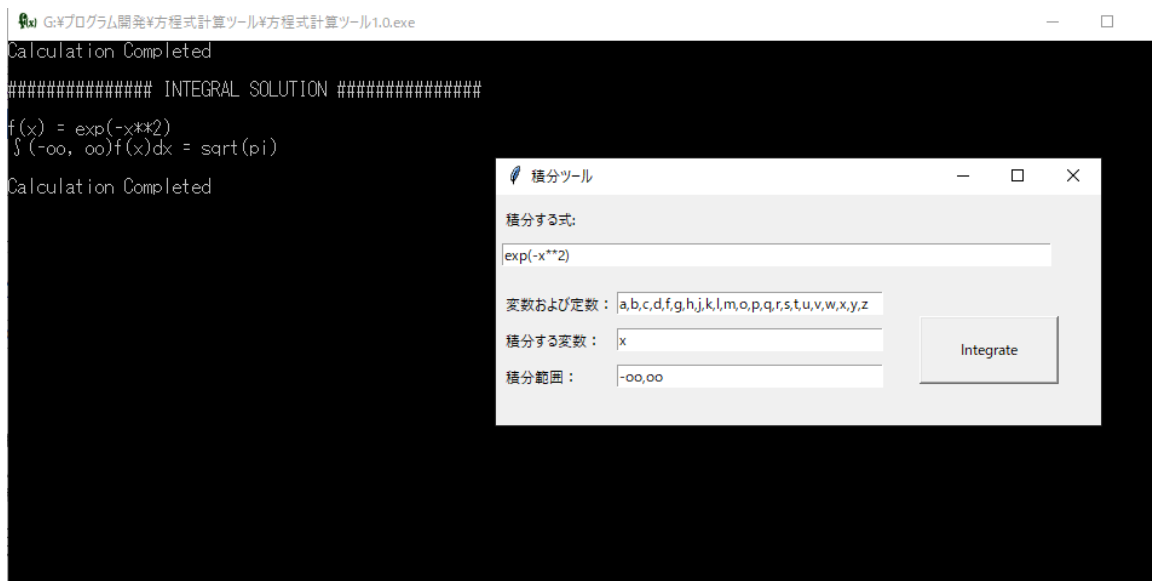 G:¥プログラム開発¥方程式計算ツール¥方程式計算ツール1.0.exe
Calculation Completed
############### INTEGRAL SOLUTION ###############
f(x) = exp(-x**2)
∫(-oo, oo)f(x)dx = sqrt(pi)
Calculation Completed
積分ツール
積分する式:
exp(-x**2)
変数および定数： a,b,c,d,f,g,h,j,k,l,m,o,p,q,r,s,t,u,v,w,x,y,z
積分する変数： x
Integrate
積分範囲： -oo,oo